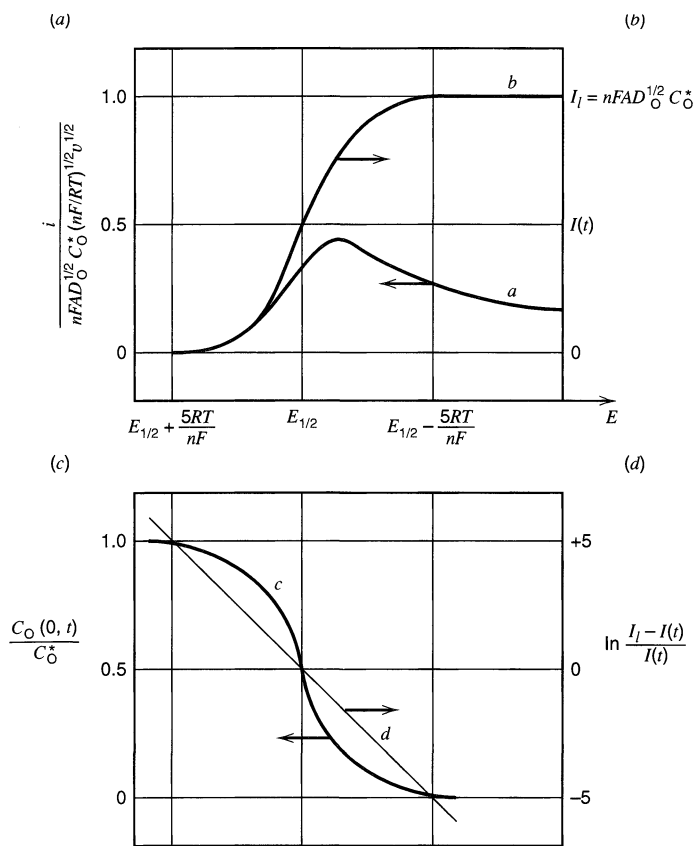 (a)
(b)
1.0
b
I_l = nFAD_O^{1/2} C_O^*
i / nFAD_O^{1/2} C_O^* (nF/RT)^{1/2} υ^{1/2}
0.5
I(t)
a
0
0
E_{1/2} + 5RT/nF
E_{1/2}
E_{1/2} − 5RT/nF
E
(c)
(d)
1.0
+5
c
C_O (0, t) / C_O^*
0.5
0
ln I_l − I(t) / I(t)
d
0
−5